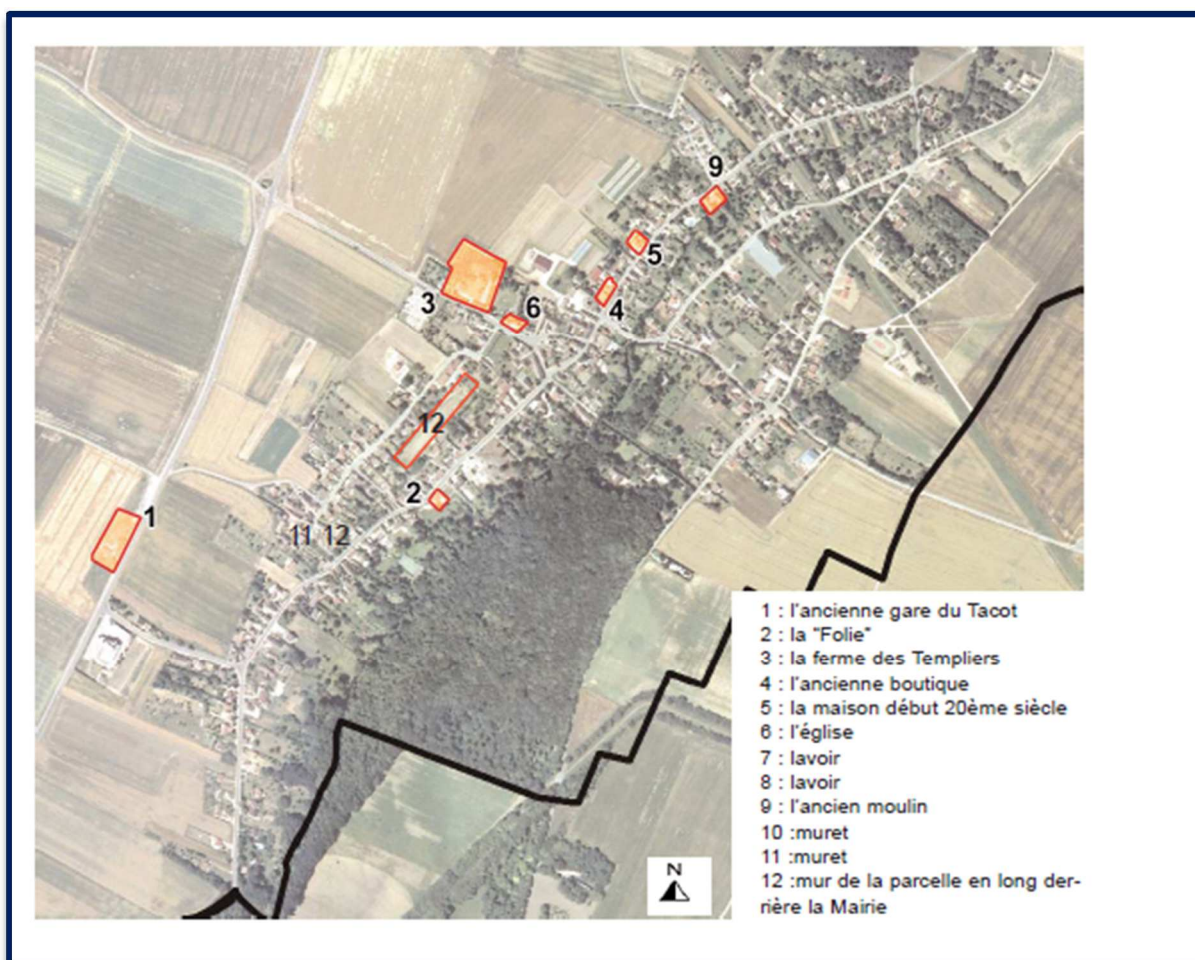 9
5
3
6
4
12
2
1
11 12
1 : l'ancienne gare du Tacot
2 : la "Folie"
3 : la ferme des Templiers
4 : l'ancienne boutique
5 : la maison début 20ème siècle
6 : l'église
7 : lavoir
8 : lavoir
9 : l'ancien moulin
10 :muret
11 :muret
12 :mur de la parcelle en long der-
rière la Mairie
N